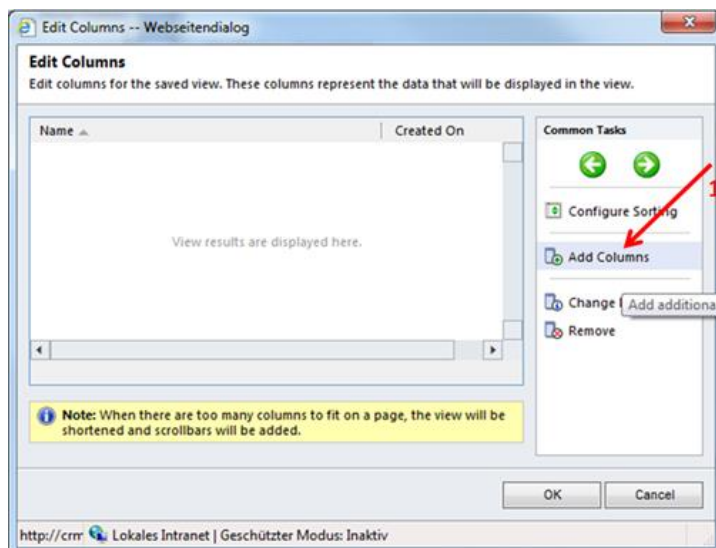 Edit Columns -- Webseitendialog
Edit Columns
Edit columns for the saved view. These columns represent the data that will be displayed in the view.
Name
Created On
View results are displayed here.
Note: When there are too many columns to fit on a page, the view will be
shortened and scrollbars will be added.
Common Tasks
1
Configure Sorting
Add Columns
Change
Add
Remove
OK
Cancel
Lokales Intranet | Geschützter Modus: Inaktiv